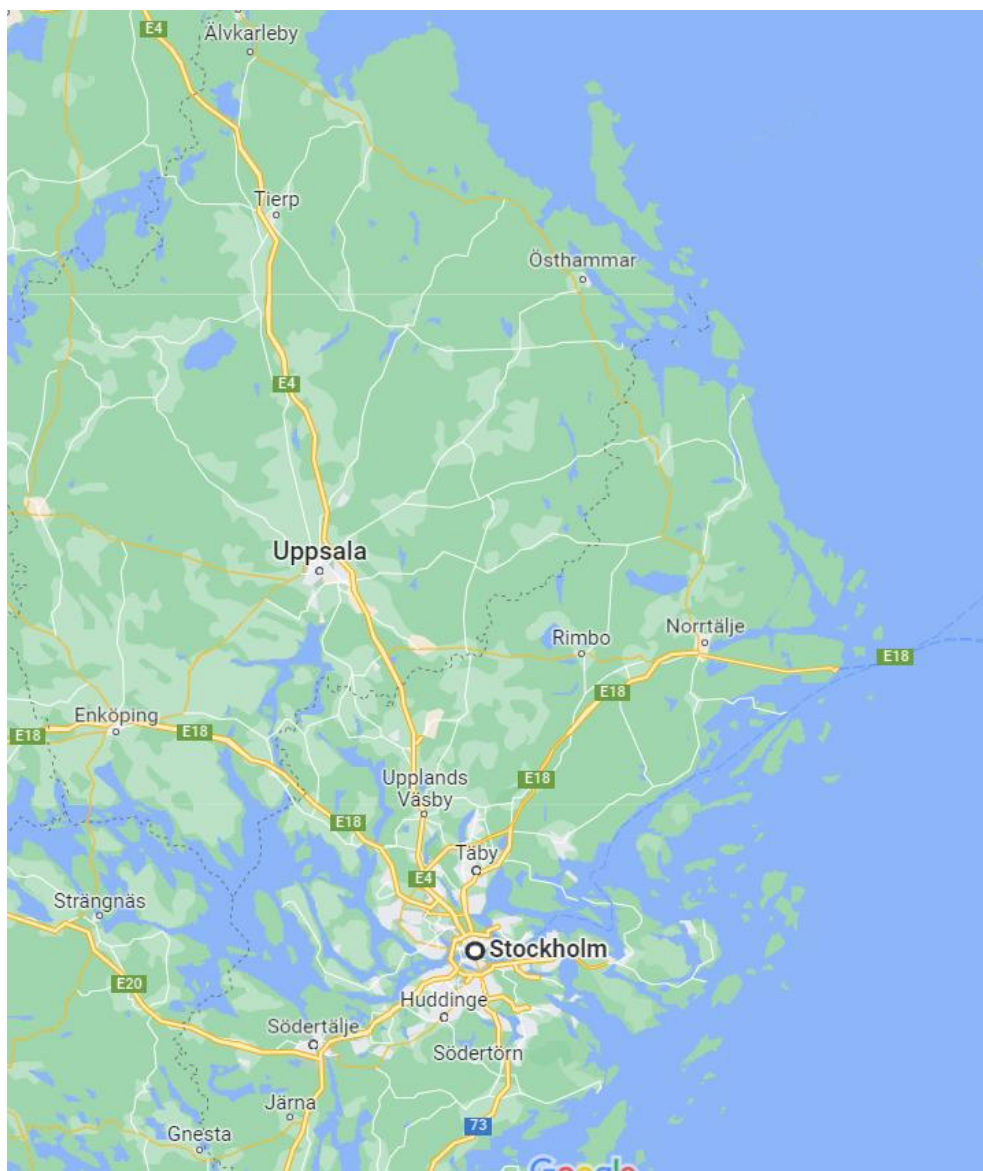 E4
Älvkarleby
Tierp
Östhammar
E4
Uppsala
Rimbo
Norrtälje
E18
E18
Enköping
E18
E18
Upplands
Väsby
E18
E18
Täby
E4
Strängnäs
Stockholm
E20
Huddinge
Södertälje
Södertörn
Järna
73
Gnesta
Google